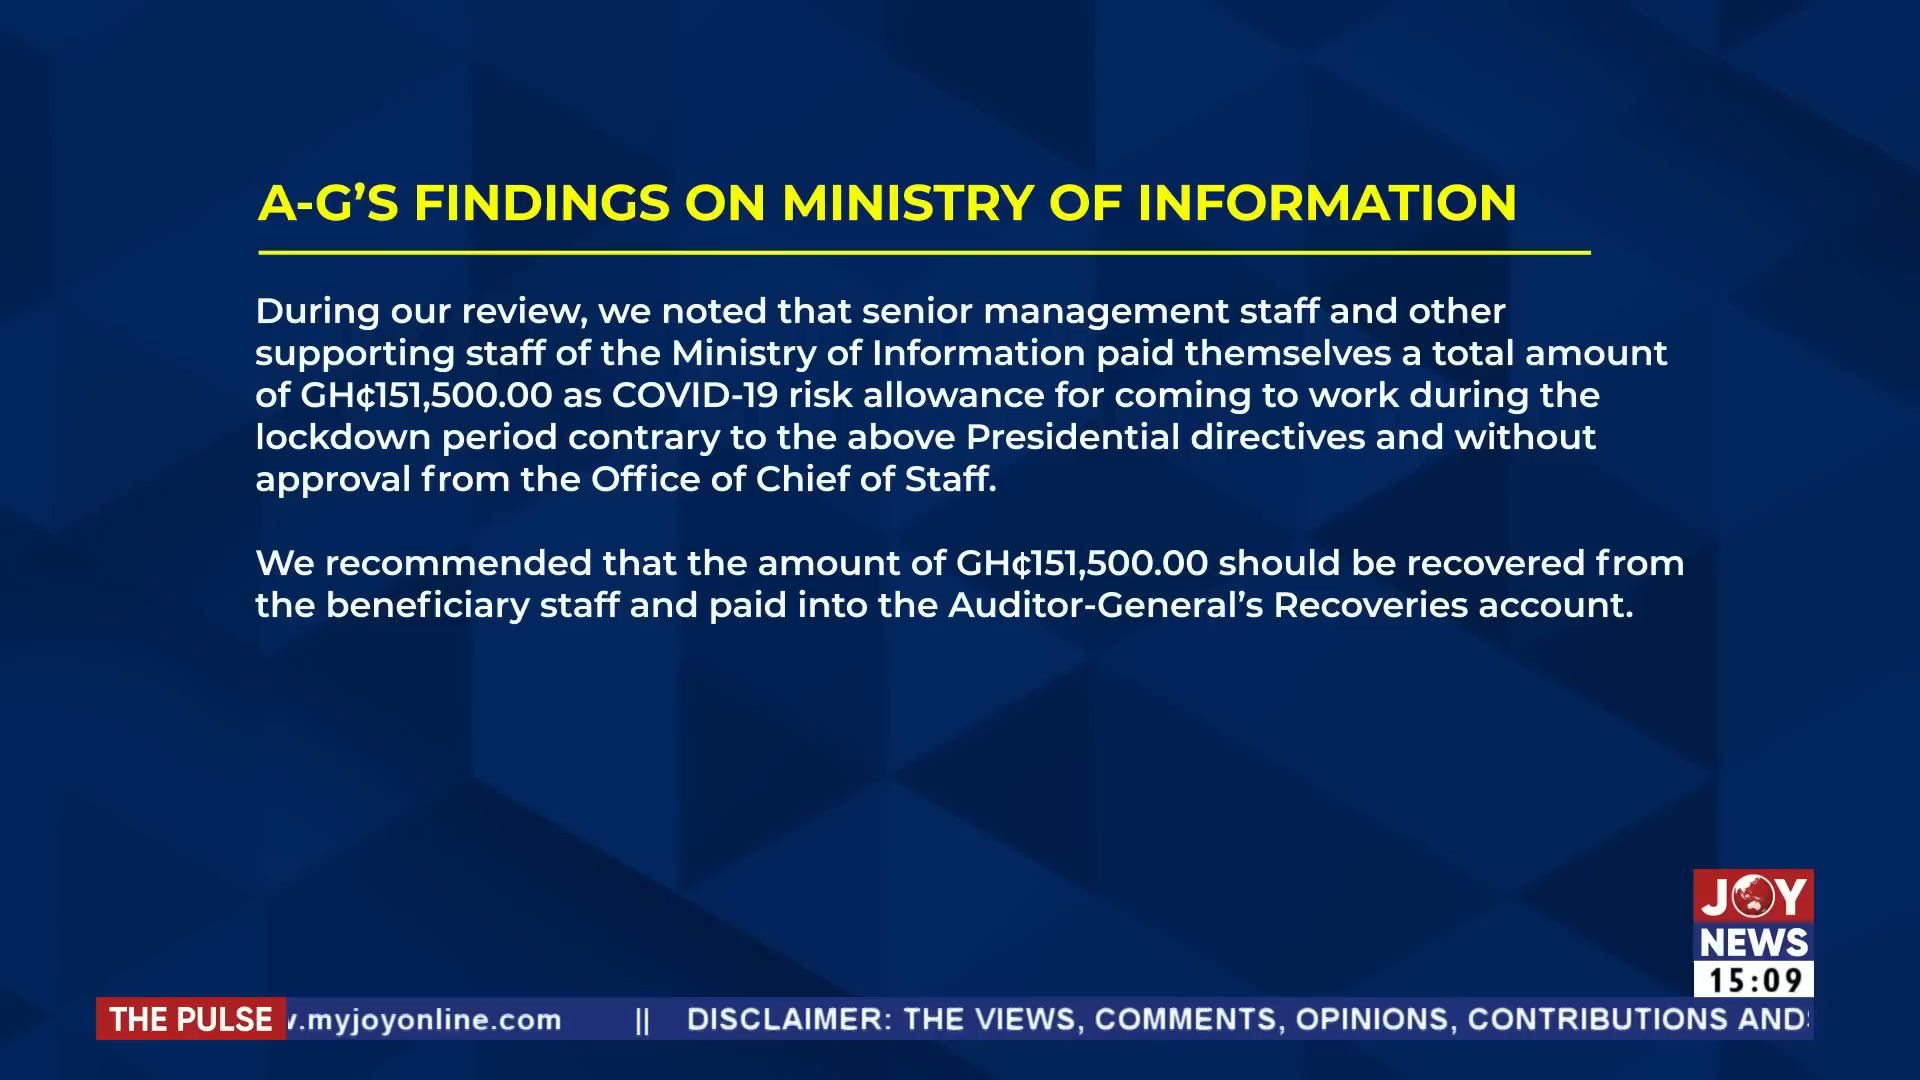 A-G’S FINDINGS ON MINISTRY OF INFORMATION
During our review, we noted that senior management staff and other
supporting staff of the Ministry of Information paid themselves a total amount
of GH¢151,500.00 as COVID-19 risk allowance for coming to work during the
lockdown period contrary to the above Presidential directives and without
approval from the Office of Chief of Staff.
We recommended that the amount of GH¢151,500.00 should be recovered from
the beneficiary staff and paid into the Auditor-General’s Recoveries account.
JOY
NEWS
15:09
THE PULSE .myjoyonline.com || DISCLAIMER: THE VIEWS, COMMENTS, OPINIONS, CONTRIBUTIONS AND